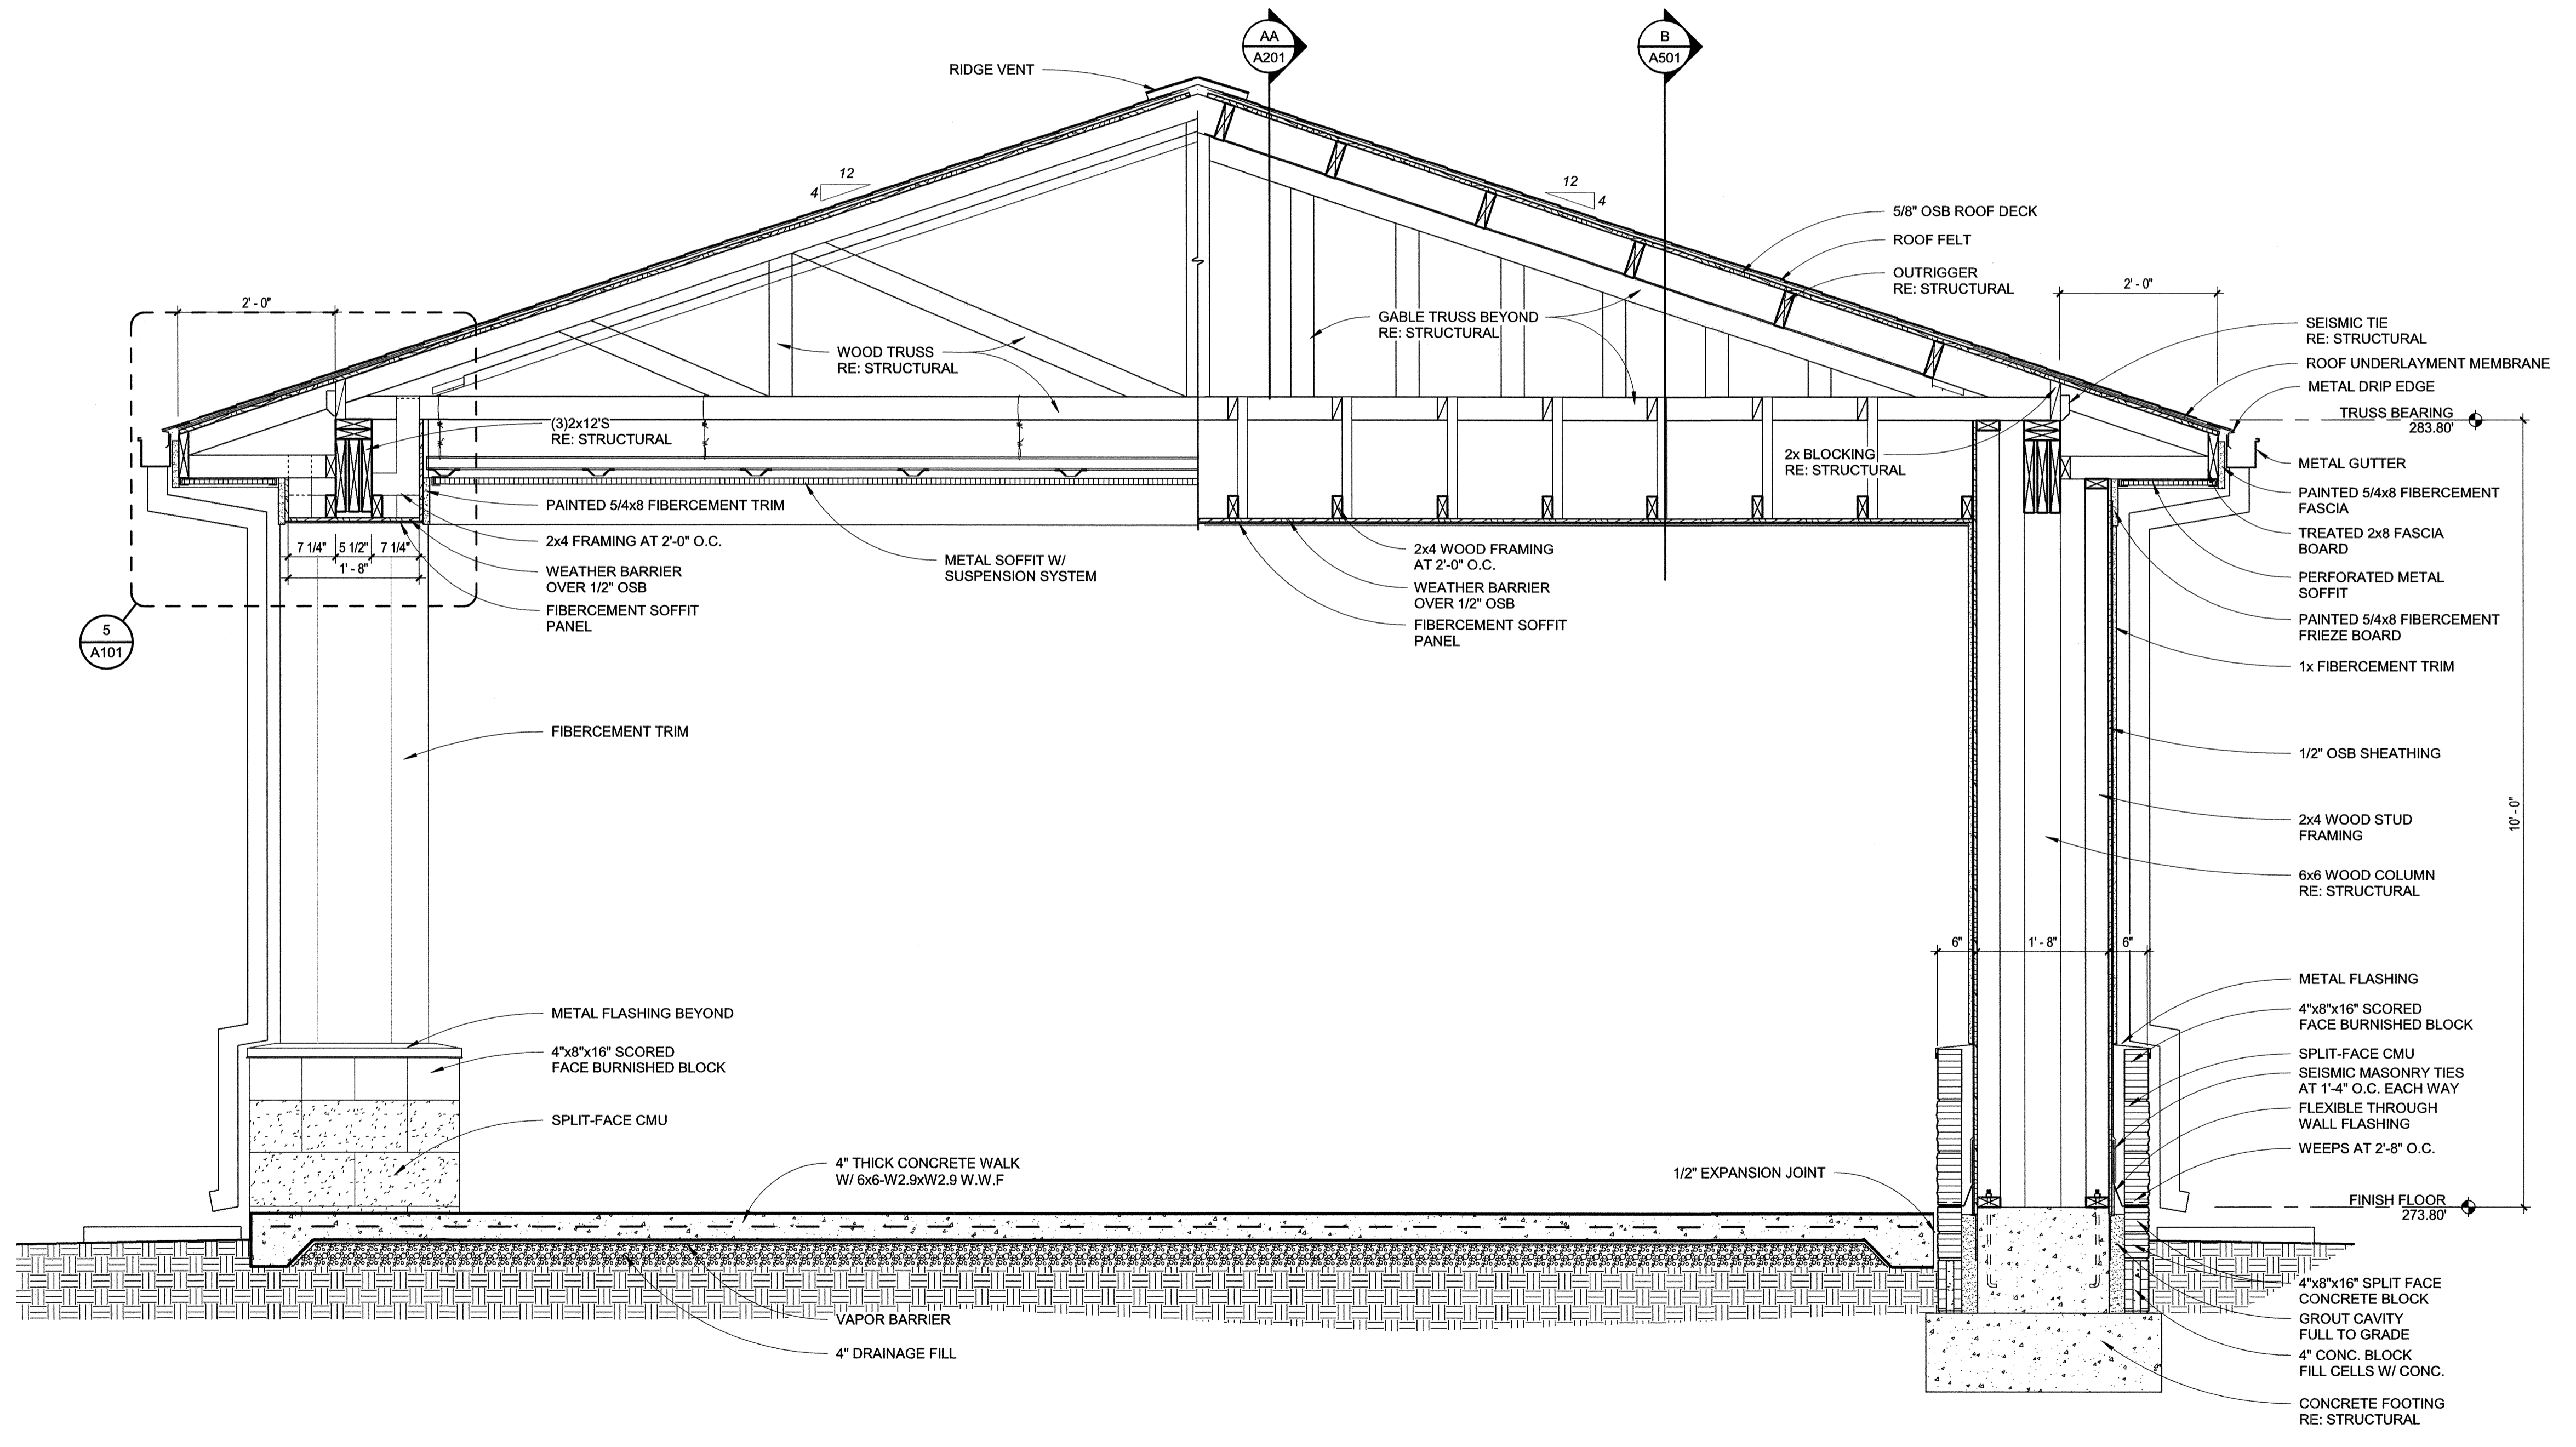 AA
A201
B
A501
RIDGE VENT
12
4
12
4
5/8" OSB ROOF DECK
ROOF FELT
OUTRIGGER
RE: STRUCTURAL
2' - 0"
2' - 0"
GABLE TRUSS BEYOND
RE: STRUCTURAL
WOOD TRUSS
RE: STRUCTURAL
SEISMIC TIE
RE: STRUCTURAL
ROOF UNDERLAYMENT MEMBRANE
METAL DRIP EDGE
TRUSS BEARING
283.80'
(3)2x12'S
RE: STRUCTURAL
2x BLOCKING
RE: STRUCTURAL
METAL GUTTER
PAINTED 5/4x8 FIBERCEMENT
FASCIA
TREATED 2x8 FASCIA
BOARD
PERFORATED METAL
SOFFIT
PAINTED 5/4x8 FIBERCEMENT
FRIEZE BOARD
1x FIBERCEMENT TRIM
PAINTED 5/4x8 FIBERCEMENT TRIM
2x4 FRAMING AT 2'-0" O.C.
WEATHER BARRIER
OVER 1/2" OSB
FIBERCEMENT SOFFIT
PANEL
7 1/4" 5 1/2" 7 1/4"
1' - 8"
METAL SOFFIT W/
SUSPENSION SYSTEM
2x4 WOOD FRAMING
AT 2'-0" O.C.
WEATHER BARRIER
OVER 1/2" OSB
FIBERCEMENT SOFFIT
PANEL
5
A101
FIBERCEMENT TRIM
1/2" OSB SHEATHING
2x4 WOOD STUD
FRAMING
10' - 0"
6x6 WOOD COLUMN
RE: STRUCTURAL
6" 1' - 8" 6"
METAL FLASHING
4"x8"x16" SCORED
FACE BURNISHED BLOCK
SPLIT-FACE CMU
SEISMIC MASONRY TIES
AT 1'-4" O.C. EACH WAY
FLEXIBLE THROUGH
WALL FLASHING
WEEPS AT 2'-8" O.C.
METAL FLASHING BEYOND
4"x8"x16" SCORED
FACE BURNISHED BLOCK
SPLIT-FACE CMU
4" THICK CONCRETE WALK
W/ 6x6-W2.9xW2.9 W.W.F
1/2" EXPANSION JOINT
FINISH FLOOR
273.80'
VAPOR BARRIER
4" DRAINAGE FILL
4"x8"x16" SPLIT FACE
CONCRETE BLOCK
GROUT CAVITY
FULL TO GRADE
4" CONC. BLOCK
FILL CELLS W/ CONC.
CONCRETE FOOTING
RE: STRUCTURAL